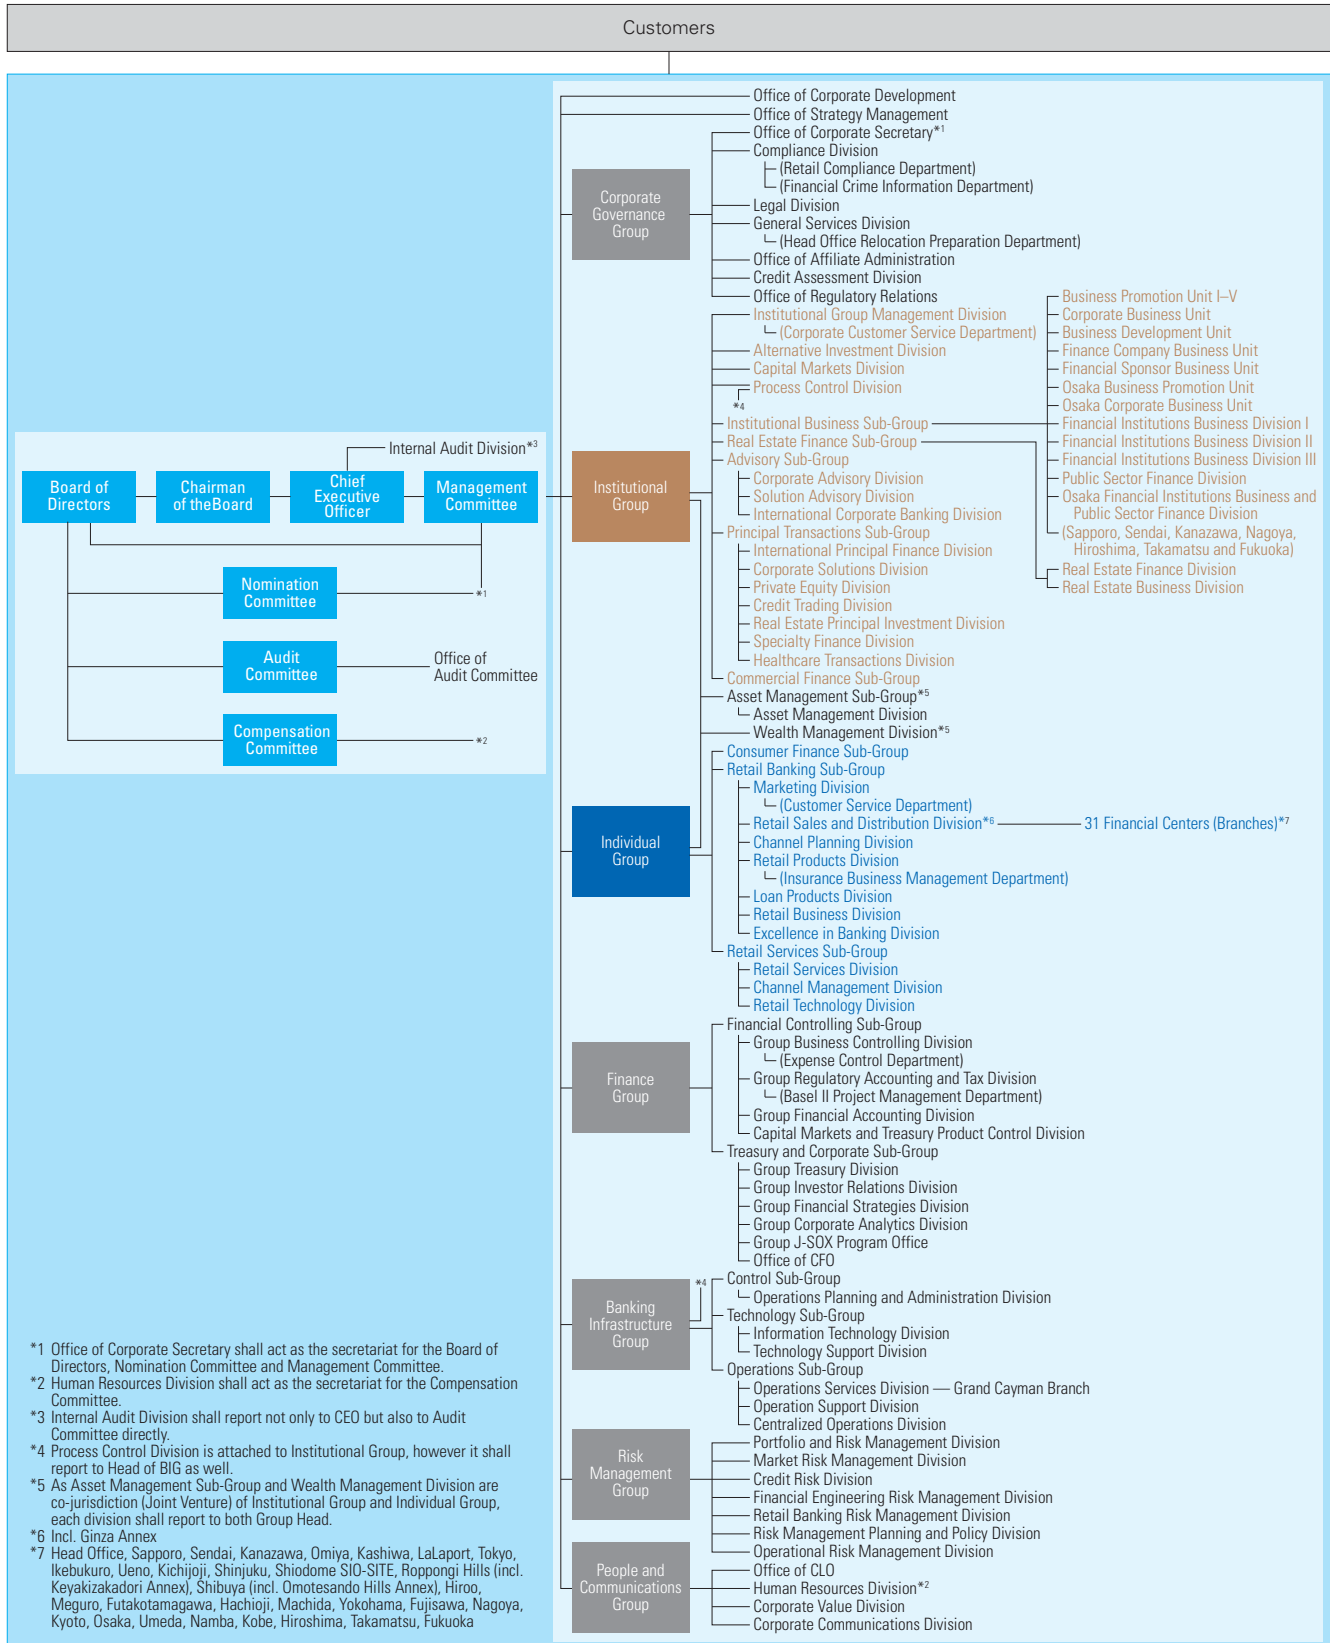 Customers
Office of Corporate Development
Office of Strategy Management
Corporate
Governance
Group
Office of Corporate Secretary*1
Compliance Division
(Retail Compliance Department)
(Financial Crime Information Department)
Legal Division
General Services Division
(Head Office Relocation Preparation Department)
Office of Affiliate Administration
Credit Assessment Division
Office of Regulatory Relations
Internal Audit Division*3
Board of
Directors
Chairman
of theBoard
Chief
Executive
Officer
Management
Committee
Nomination
Committee
*1
Audit
Committee
Office of
Audit Committee
Compensation
Committee
*2
Institutional
Group
Institutional Group Management Division
(Corporate Customer Service Department)
Alternative Investment Division
Capital Markets Division
Process Control Division
*4
Institutional Business Sub-Group
Real Estate Finance Sub-Group
Advisory Sub-Group
Corporate Advisory Division
Solution Advisory Division
International Corporate Banking Division
Principal Transactions Sub-Group
International Principal Finance Division
Corporate Solutions Division
Private Equity Division
Credit Trading Division
Real Estate Principal Investment Division
Specialty Finance Division
Healthcare Transactions Division
Commercial Finance Sub-Group
Business Promotion Unit I–V
Corporate Business Unit
Business Development Unit
Finance Company Business Unit
Financial Sponsor Business Unit
Osaka Business Promotion Unit
Osaka Corporate Business Unit
Financial Institutions Business Division I
Financial Institutions Business Division II
Financial Institutions Business Division III
Public Sector Finance Division
Osaka Financial Institutions Business and
Public Sector Finance Division
(Sapporo, Sendai, Kanazawa, Nagoya,
Hiroshima, Takamatsu and Fukuoka)
Real Estate Finance Division
Real Estate Business Division
Asset Management Sub-Group*5
Asset Management Division
Wealth Management Division*5
Individual
Group
Consumer Finance Sub-Group
Retail Banking Sub-Group
Marketing Division
(Customer Service Department)
Retail Sales and Distribution Division*6
31 Financial Centers (Branches)*7
Channel Planning Division
Retail Products Division
(Insurance Business Management Department)
Loan Products Division
Retail Business Division
Excellence in Banking Division
Retail Services Sub-Group
Retail Services Division
Channel Management Division
Retail Technology Division
Finance
Group
Financial Controlling Sub-Group
Group Business Controlling Division
(Expense Control Department)
Group Regulatory Accounting and Tax Division
(Basel II Project Management Department)
Group Financial Accounting Division
Capital Markets and Treasury Product Control Division
Treasury and Corporate Sub-Group
Group Treasury Division
Group Investor Relations Division
Group Financial Strategies Division
Group Corporate Analytics Division
Group J-SOX Program Office
Office of CFO
Banking
Infrastructure
Group
*4
Control Sub-Group
Operations Planning and Administration Division
Technology Sub-Group
Information Technology Division
Technology Support Division
Operations Sub-Group
Operations Services Division — Grand Cayman Branch
Operation Support Division
Centralized Operations Division
Risk
Management
Group
Portfolio and Risk Management Division
Market Risk Management Division
Credit Risk Division
Financial Engineering Risk Management Division
Retail Banking Risk Management Division
Risk Management Planning and Policy Division
Operational Risk Management Division
People and
Communications
Group
Office of CLO
Human Resources Division*2
Corporate Value Division
Corporate Communications Division
*1 Office of Corporate Secretary shall act as the secretariat for the Board of
Directors, Nomination Committee and Management Committee.
*2 Human Resources Division shall act as the secretariat for the Compensation
Committee.
*3 Internal Audit Division shall report not only to CEO but also to Audit
Committee directly.
*4 Process Control Division is attached to Institutional Group, however it shall
report to Head of BIG as well.
*5 As Asset Management Sub-Group and Wealth Management Division are
co-jurisdiction (Joint Venture) of Institutional Group and Individual Group,
each division shall report to both Group Head.
*6 Incl. Ginza Annex
*7 Head Office, Sapporo, Sendai, Kanazawa, Omiya, Kashiwa, LaLaport, Tokyo,
Ikebukuro, Ueno, Kichijoji, Shinjuku, Shiodome SIO-SITE, Roppongi Hills (incl.
Keyakizakadori Annex), Shibuya (incl. Omotesando Hills Annex), Hiroo,
Meguro, Futakotamagawa, Hachioji, Machida, Yokohama, Fujisawa, Nagoya,
Kyoto, Osaka, Umeda, Namba, Kobe, Hiroshima, Takamatsu, Fukuoka